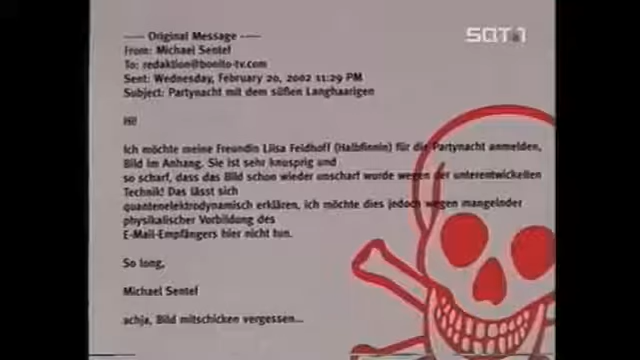 ----- Original Message -----
SAT.1
From: Michael Sentef
To: redaktion@bonito-tv.com
Sent: Wednesday, February 20, 2002 11:29 PM
Subject: Partynacht mit dem süßen Langhaarigen
Hi!
Ich möchte meine Freundin Liisa Feldhoff (Halbfinnin) für die Partynacht anmelden,
Bild im Anhang. Sie ist sehr knusprig und
so scharf, dass das Bild schon wieder unscharf wurde wegen der unterentwickelten
Technik! Das lässt sich
quantenelektrodynamisch erklären, ich möchte dies jedoch wegen mangelnder
physikalischer Vorbildung des
E-Mail-Empfängers hier nicht tun.
So long,
Michael Sentef
achja, Bild mitschicken vergessen...